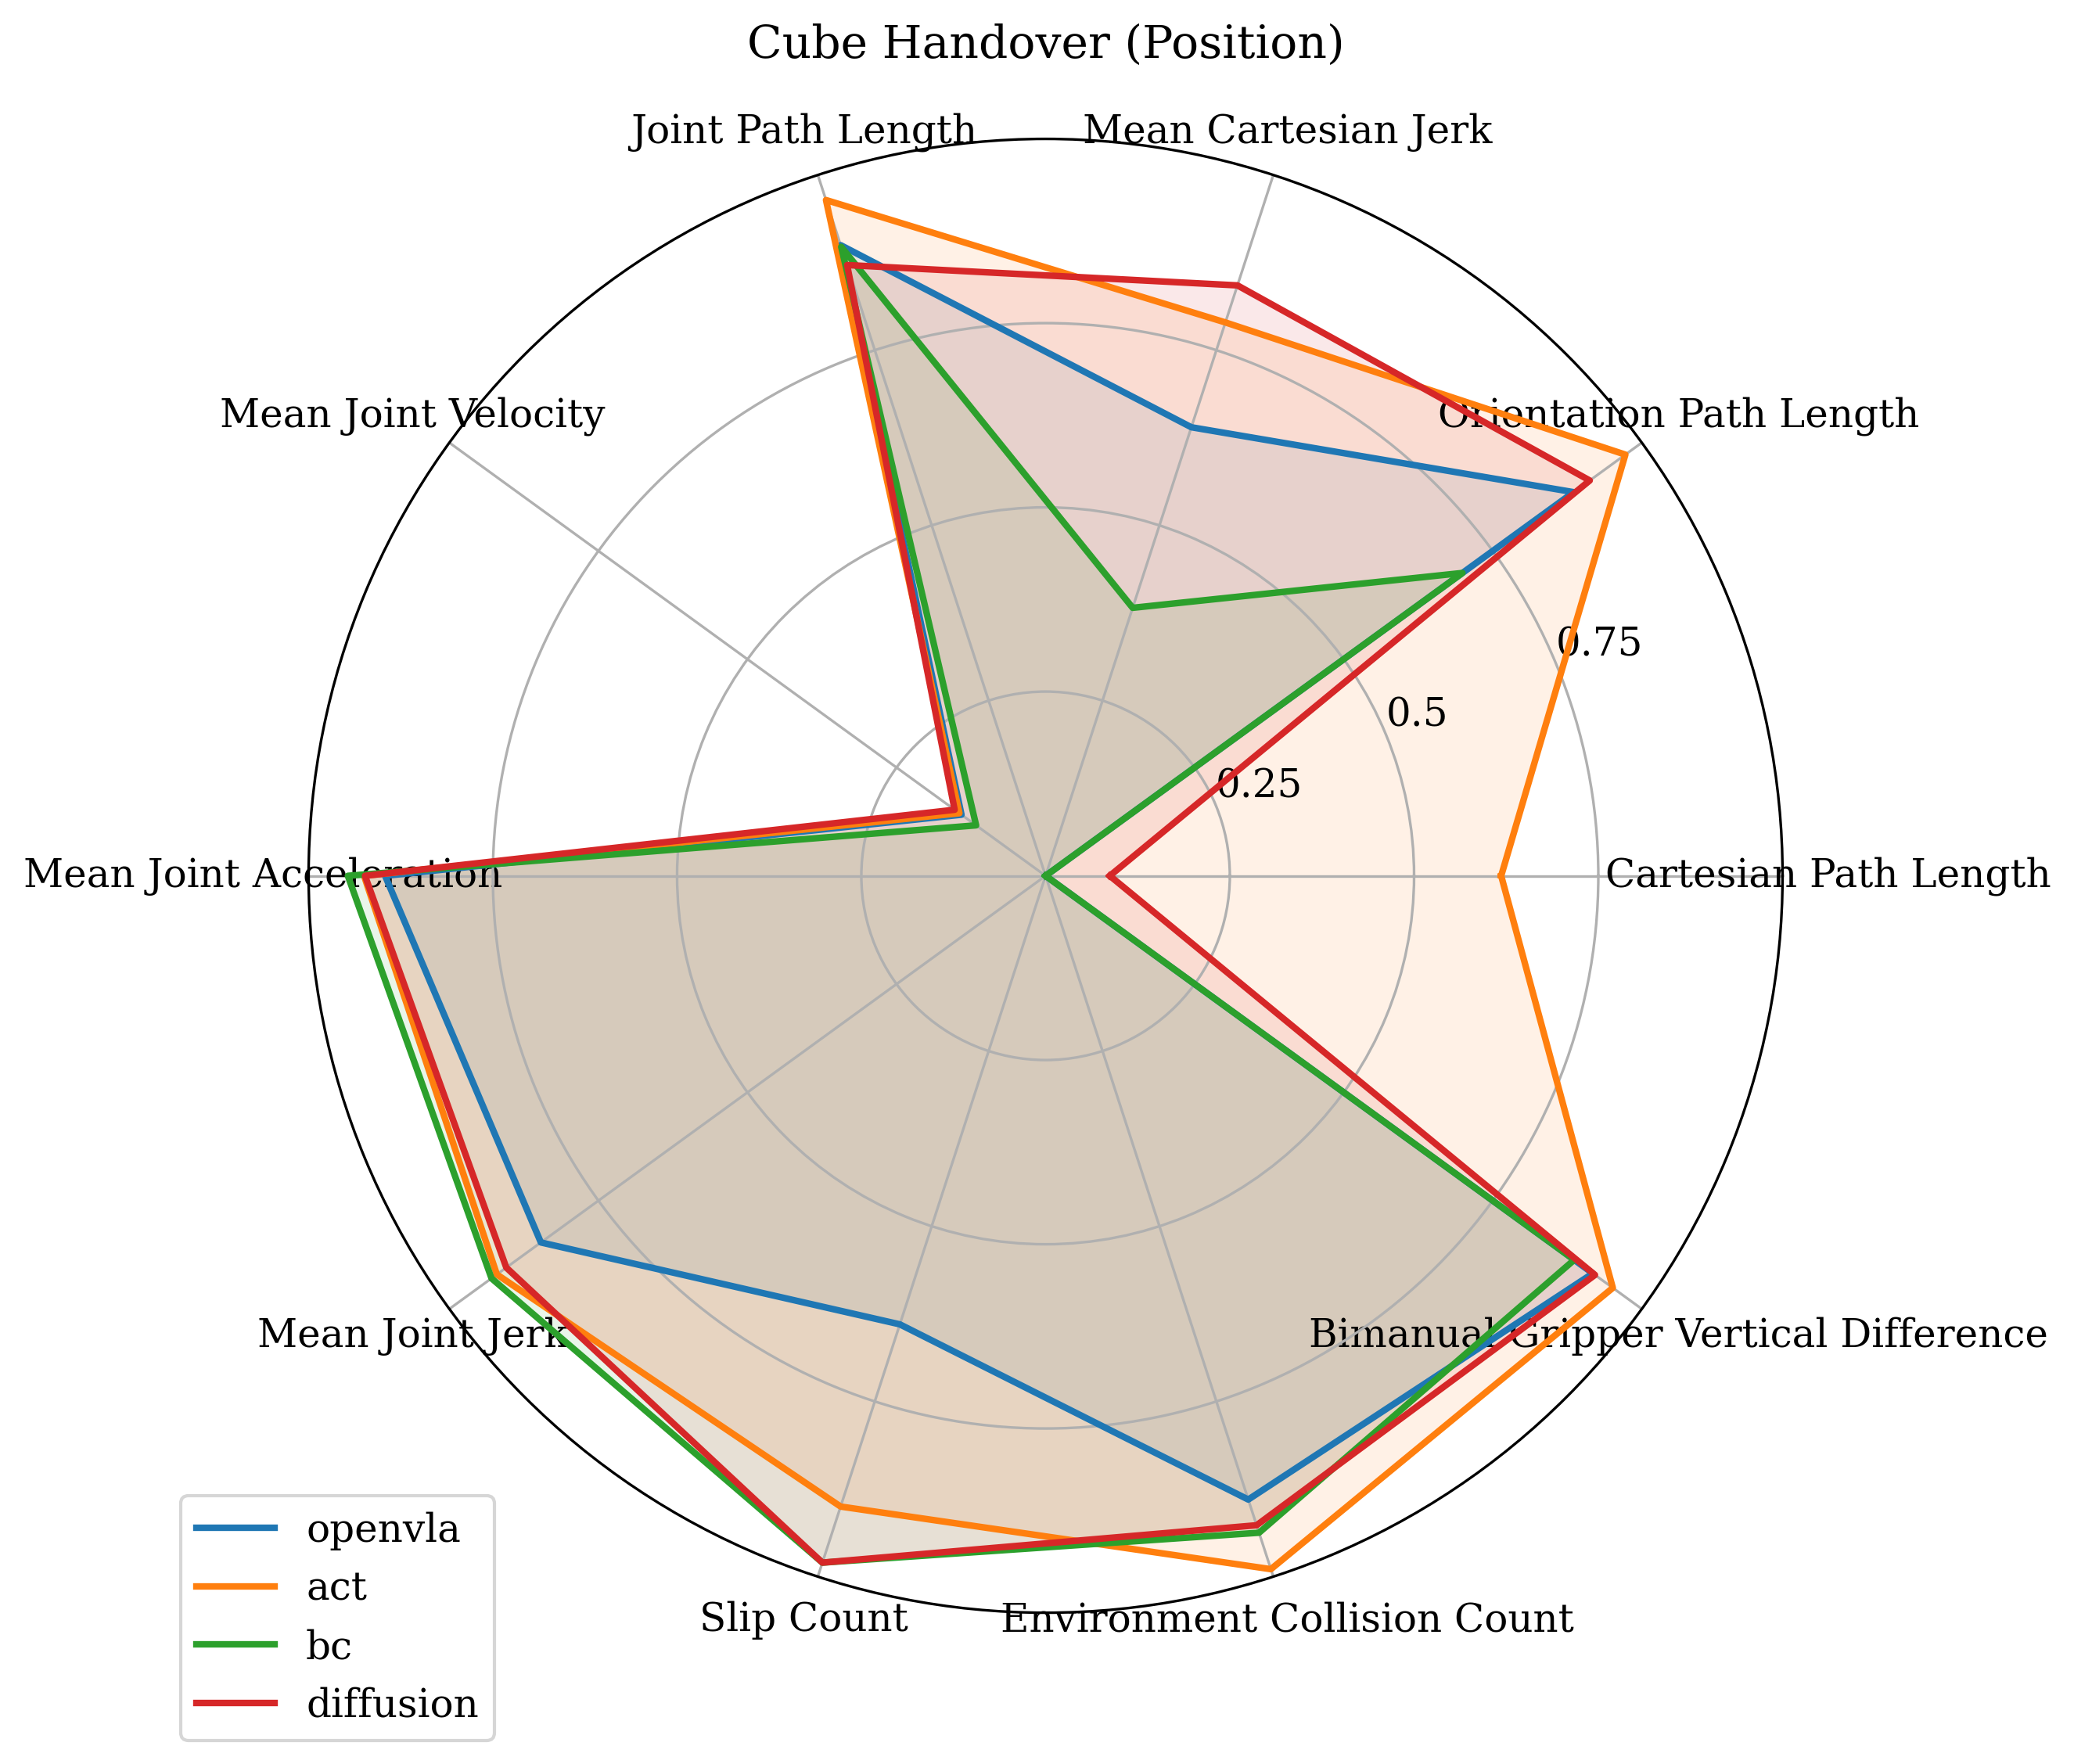 Cube Handover (Position)
Joint Path Length
Mean Cartesian Jerk
Mean Joint Velocity
Orientation Path Length
0.75
0.5
0.25
Mean Joint Acceleration
Cartesian Path Length
Mean Joint Jerk
Bimanual Gripper Vertical Difference
Slip Count
Environment Collision Count
openvla
act
bc
diffusion